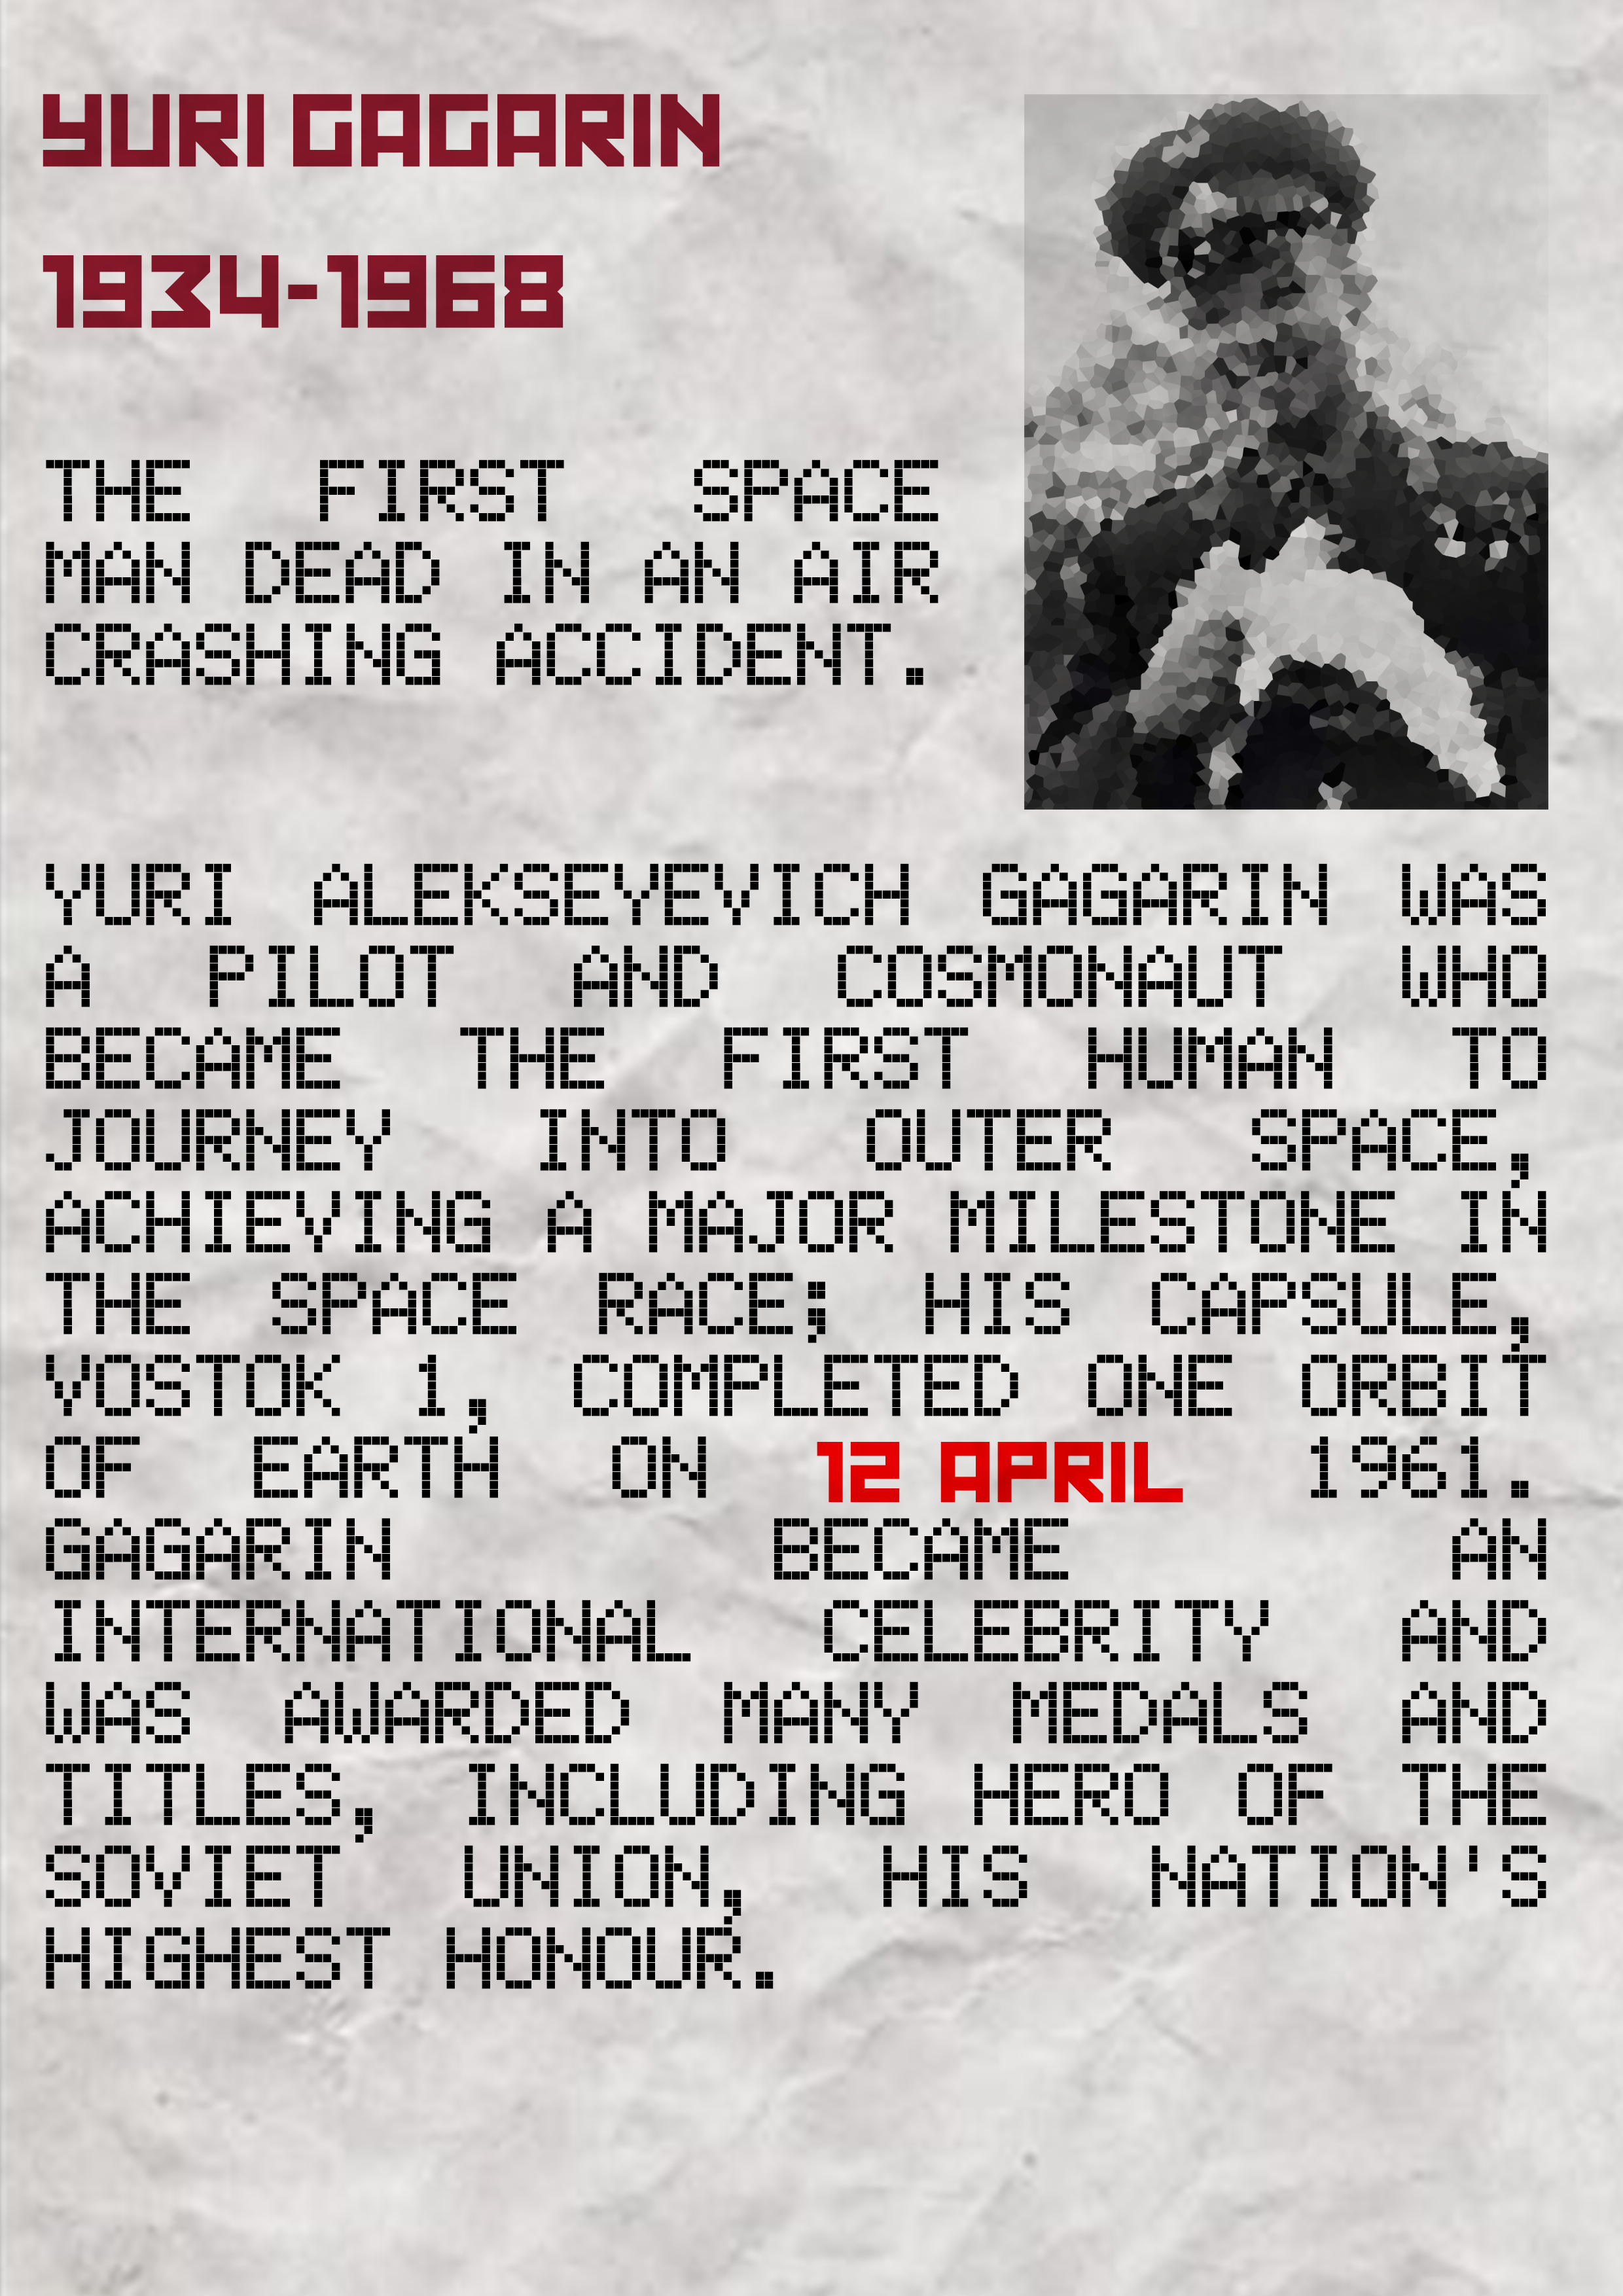 YURI GAGARIN
1934-1968
THE FIRST SPACE
MAN DEAD IN AN AIR
CRASHING ACCIDENT.
YURI ALEKSEYEVICH GAGARIN WAS
A PILOT AND COSMONAUT WHO
BECAME THE FIRST HUMAN TO
JOURNEY INTO OUTER SPACE,
ACHIEVING A MAJOR MILESTONE IN
THE SPACE RACE; HIS CAPSULE,
VOSTOK 1, COMPLETED ONE ORBIT
OF EARTH ON 12 APRIL 1961.
GAGARIN BECAME AN
INTERNATIONAL CELEBRITY AND
WAS AWARDED MANY MEDALS AND
TITLES, INCLUDING HERO OF THE
SOVIET UNION, HIS NATION'S
HIGHEST HONOUR.